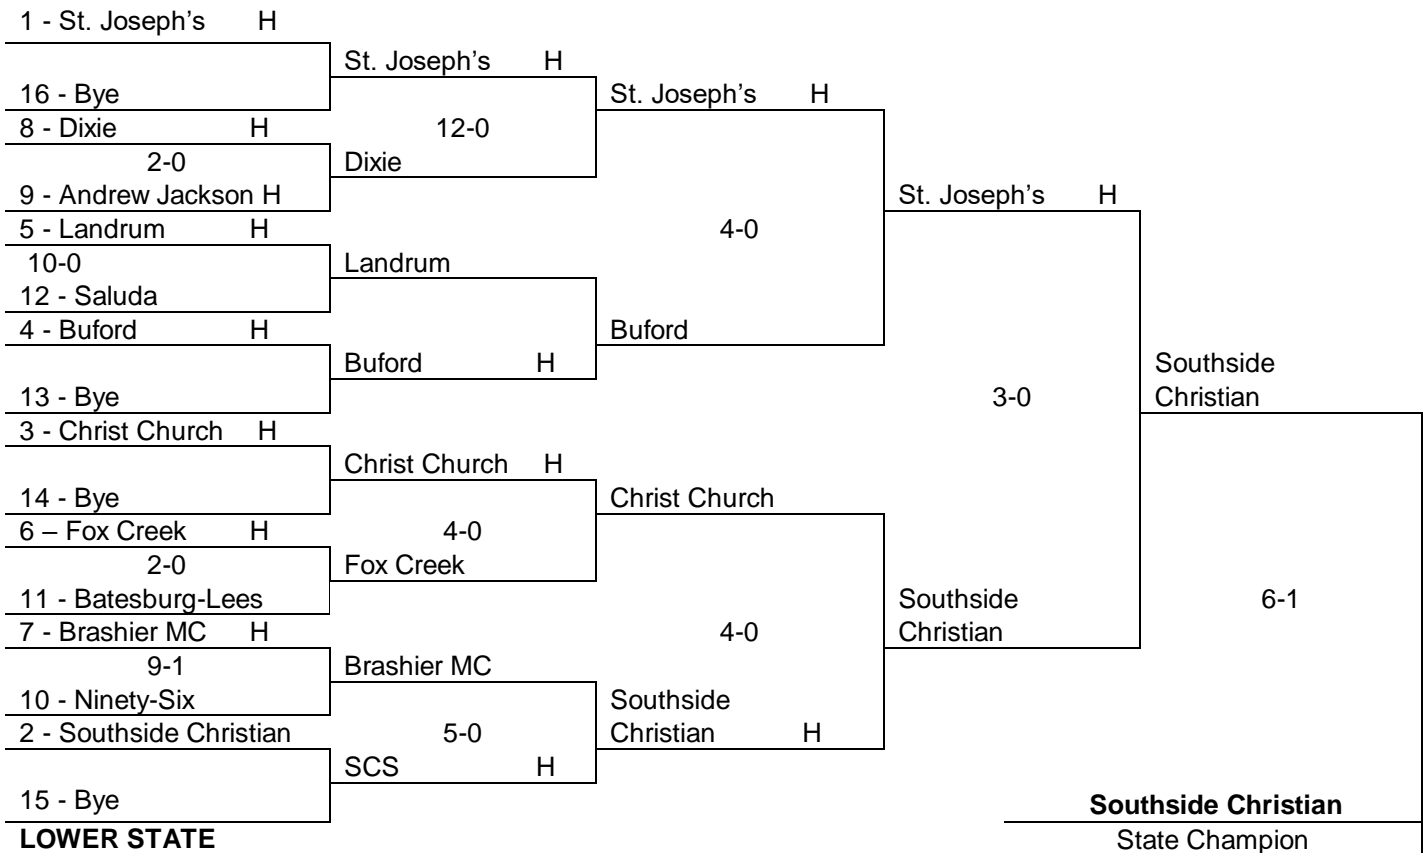 1 - St. Joseph’s H
St. Joseph’s H
16 - Bye
St. Joseph’s H
8 - Dixie H
12-0
2-0
Dixie
9 - Andrew Jackson H
St. Joseph’s H
5 - Landrum H
4-0
10-0
Landrum
12 - Saluda
4 - Buford H
Buford
Buford H
Southside
13 - Bye
3-0
Christian
3 - Christ Church H
Christ Church H
14 - Bye
Christ Church
6 – Fox Creek H
4-0
2-0
Fox Creek
11 - Batesburg-Lees
Southside
6-1
7 - Brashier MC H
4-0
Christian
9-1
Brashier MC
10 - Ninety-Six
Southside
2 - Southside Christian
5-0
Christian H
SCS H
15 - Bye
Southside Christian
LOWER STATE
State Champion